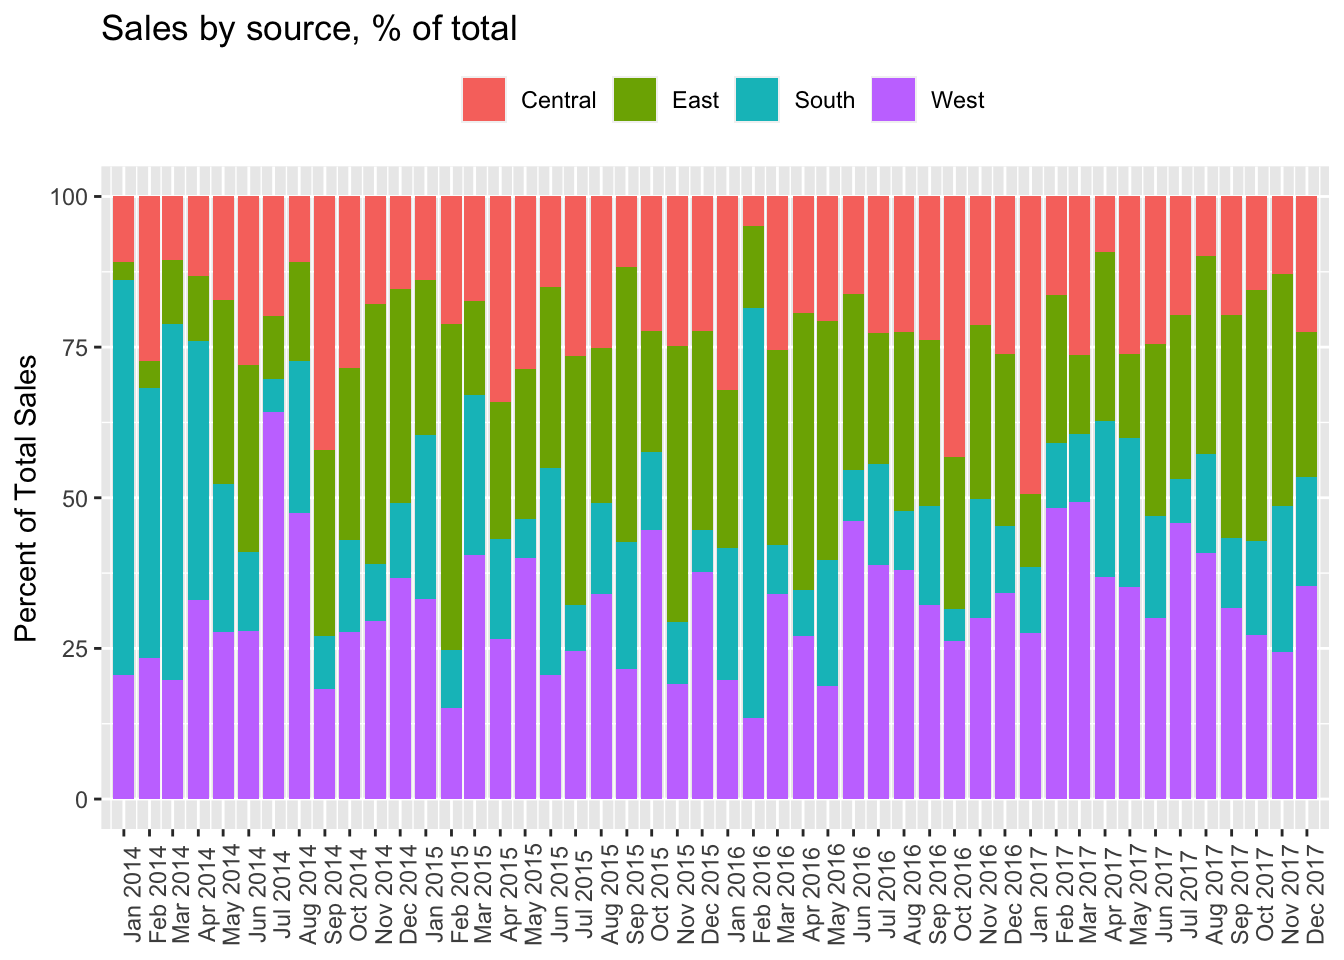 Sales by source, % of total
Central East South West
Percent of Total Sales
100
75
50
25
0
Jan 2014
Feb 2014
Mar 2014
Apr 2014
May 2014
Jun 2014
Jul 2014
Aug 2014
Sep 2014
Oct 2014
Nov 2014
Dec 2014
Jan 2015
Feb 2015
Mar 2015
Apr 2015
May 2015
Jun 2015
Jul 2015
Aug 2015
Sep 2015
Oct 2015
Nov 2015
Dec 2015
Jan 2016
Feb 2016
Mar 2016
Apr 2016
May 2016
Jun 2016
Jul 2016
Aug 2016
Sep 2016
Oct 2016
Nov 2016
Dec 2016
Jan 2017
Feb 2017
Mar 2017
Apr 2017
May 2017
Jun 2017
Jul 2017
Aug 2017
Sep 2017
Oct 2017
Nov 2017
Dec 2017